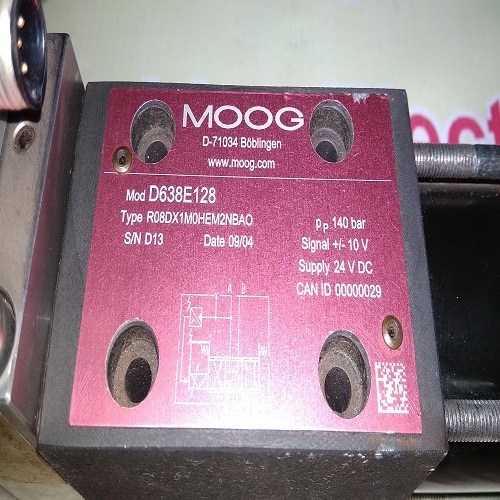 MOOG
D-71034 Böblingen
www.moog.com
Mod D638E128
Type R08DX1M0HEM2NBAO
S/N D13 Date 09/04
pP 140 bar
Signal +/- 10 V
Supply 24 V DC
CAN ID 00000029
A B